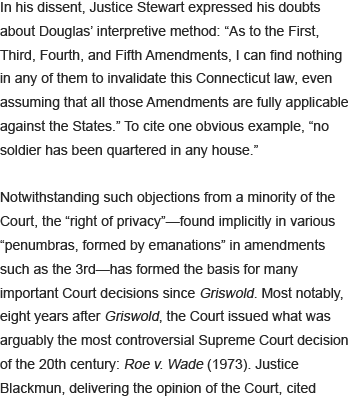 In his dissent, Justice Stewart expressed his doubts
about Douglas’ interpretive method: “As to the First,
Third, Fourth, and Fifth Amendments, I can find nothing
in any of them to invalidate this Connecticut law, even
assuming that all those Amendments are fully applicable
against the States.” To cite one obvious example, “no
soldier has been quartered in any house.”
Notwithstanding such objections from a minority of the
Court, the “right of privacy”—found implicitly in various
“penumbras, formed by emanations” in amendments
such as the 3rd—has formed the basis for many
important Court decisions since Griswold. Most notably,
eight years after Griswold, the Court issued what was
arguably the most controversial Supreme Court decision
of the 20th century: Roe v. Wade (1973). Justice
Blackmun, delivering the opinion of the Court, cited